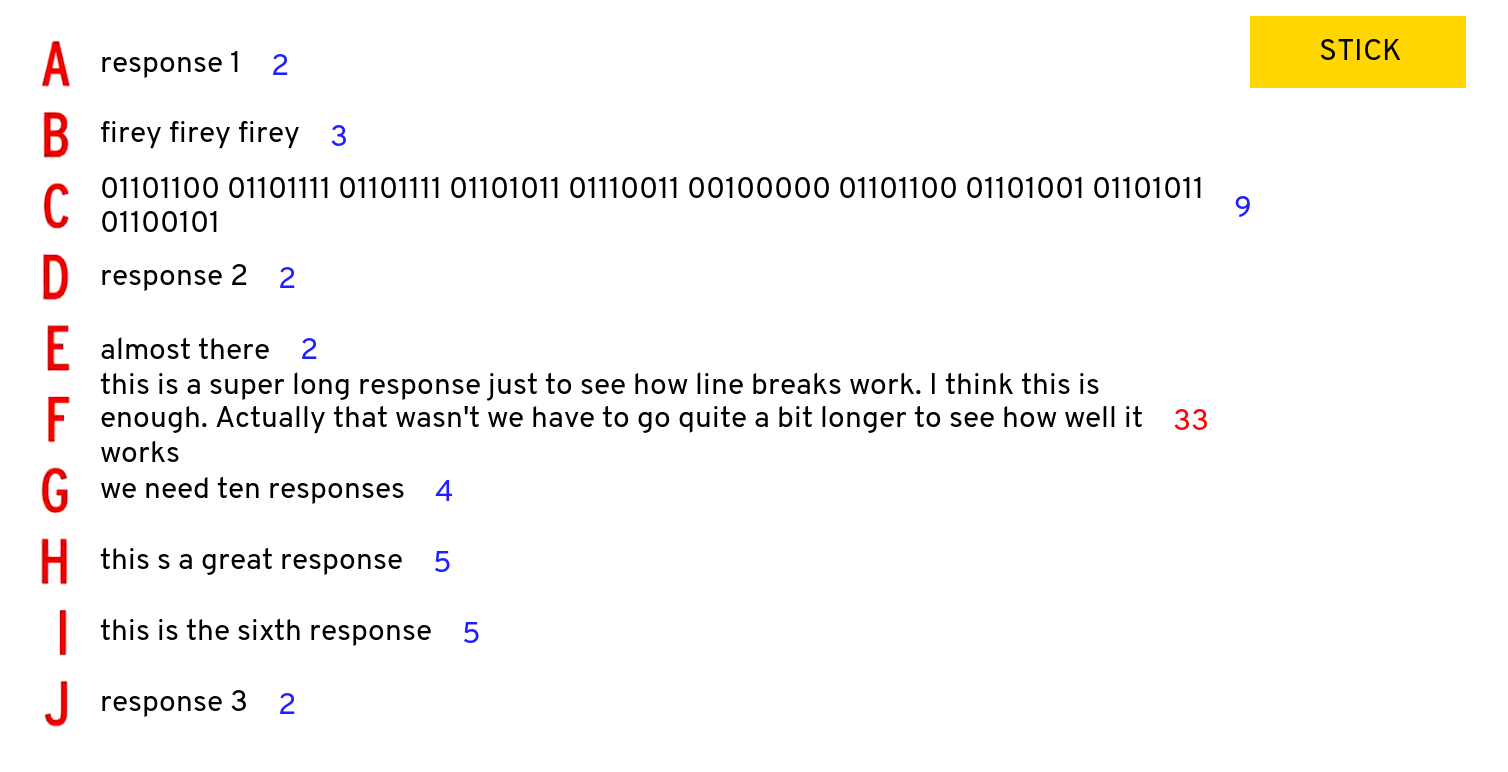 STICK
A response 1 2
B firey firey firey 3
C 01101100 01101111 01101111 01101011 01110011 00100000 01101100 01101001 01101011
01100101 9
D response 2 2
E almost there 2
F this is a super long response just to see how line breaks work. I think this is
enough. Actually that wasn't we have to go quite a bit longer to see how well it 33
works
G we need ten responses 4
H this s a great response 5
I this is the sixth response 5
J response 3 2